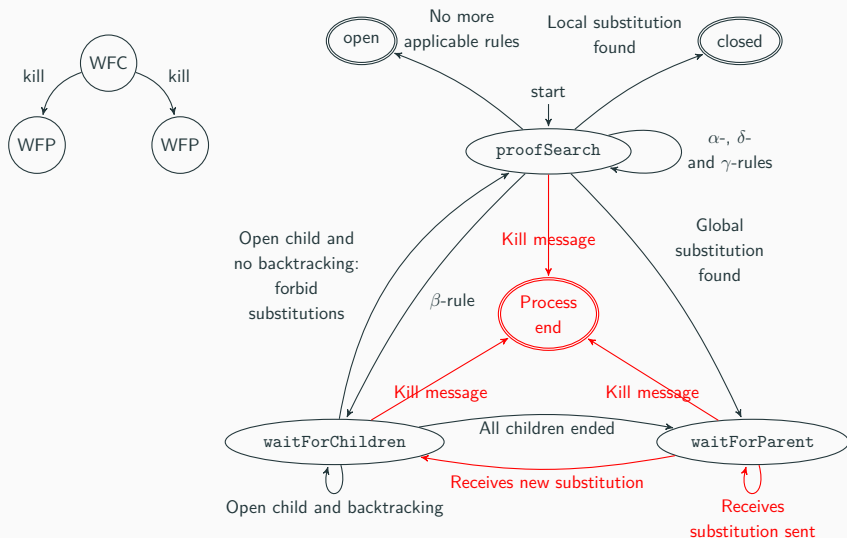 WFC
kill
kill
WFP
WFP
open
No more
applicable rules
Local substitution
found
closed
start
proofSearch
α-, δ-
and γ-rules
Open child and
no backtracking:
forbid
substitutions
β-rule
Kill message
Global
substitution
found
Process
end
Kill message
Kill message
waitForChildren
All children ended
waitForParent
Receives new substitution
Open child and backtracking
Receives
substitution sent